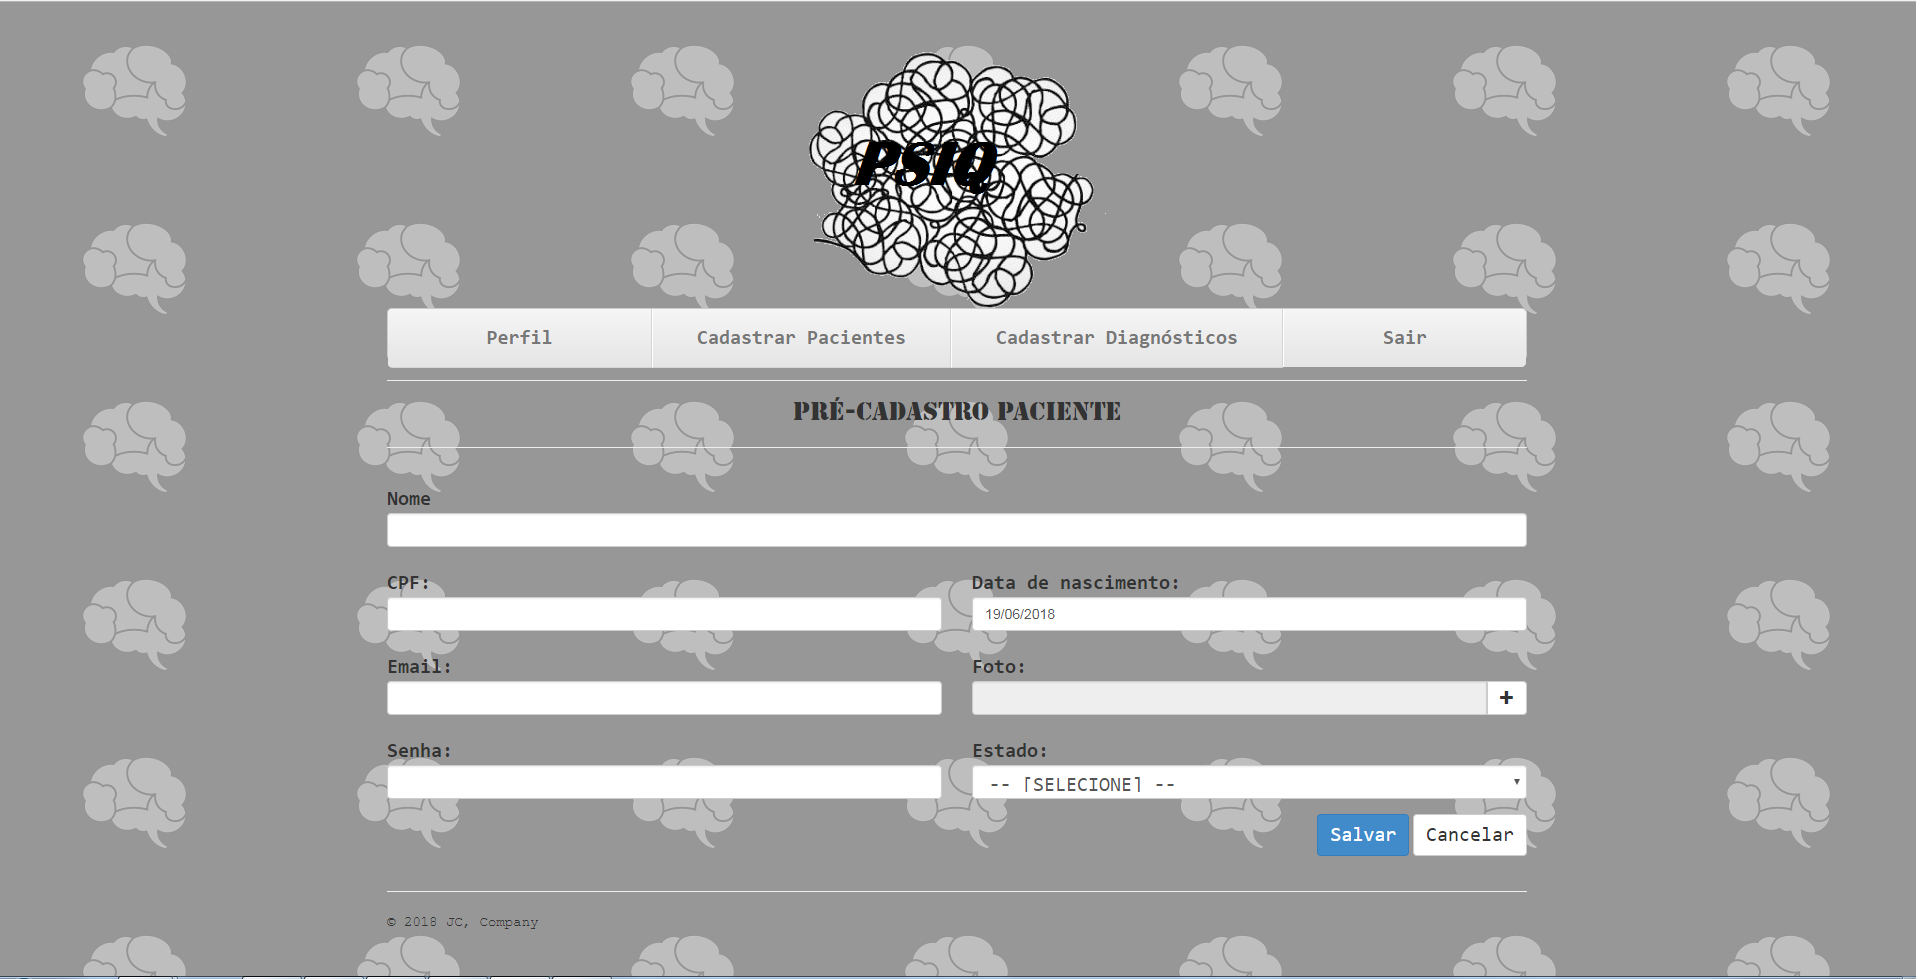 PSIQ
Perfil Cadastrar Pacientes Cadastrar Diagnósticos Sair
PRÉ-CADASTRO PACIENTE
Nome
CPF: Data de nascimento:
19/06/2018
Email: Foto:
+
Senha: Estado:
-- [SELECIONE] --
Salvar Cancelar
© 2018 JC, Company